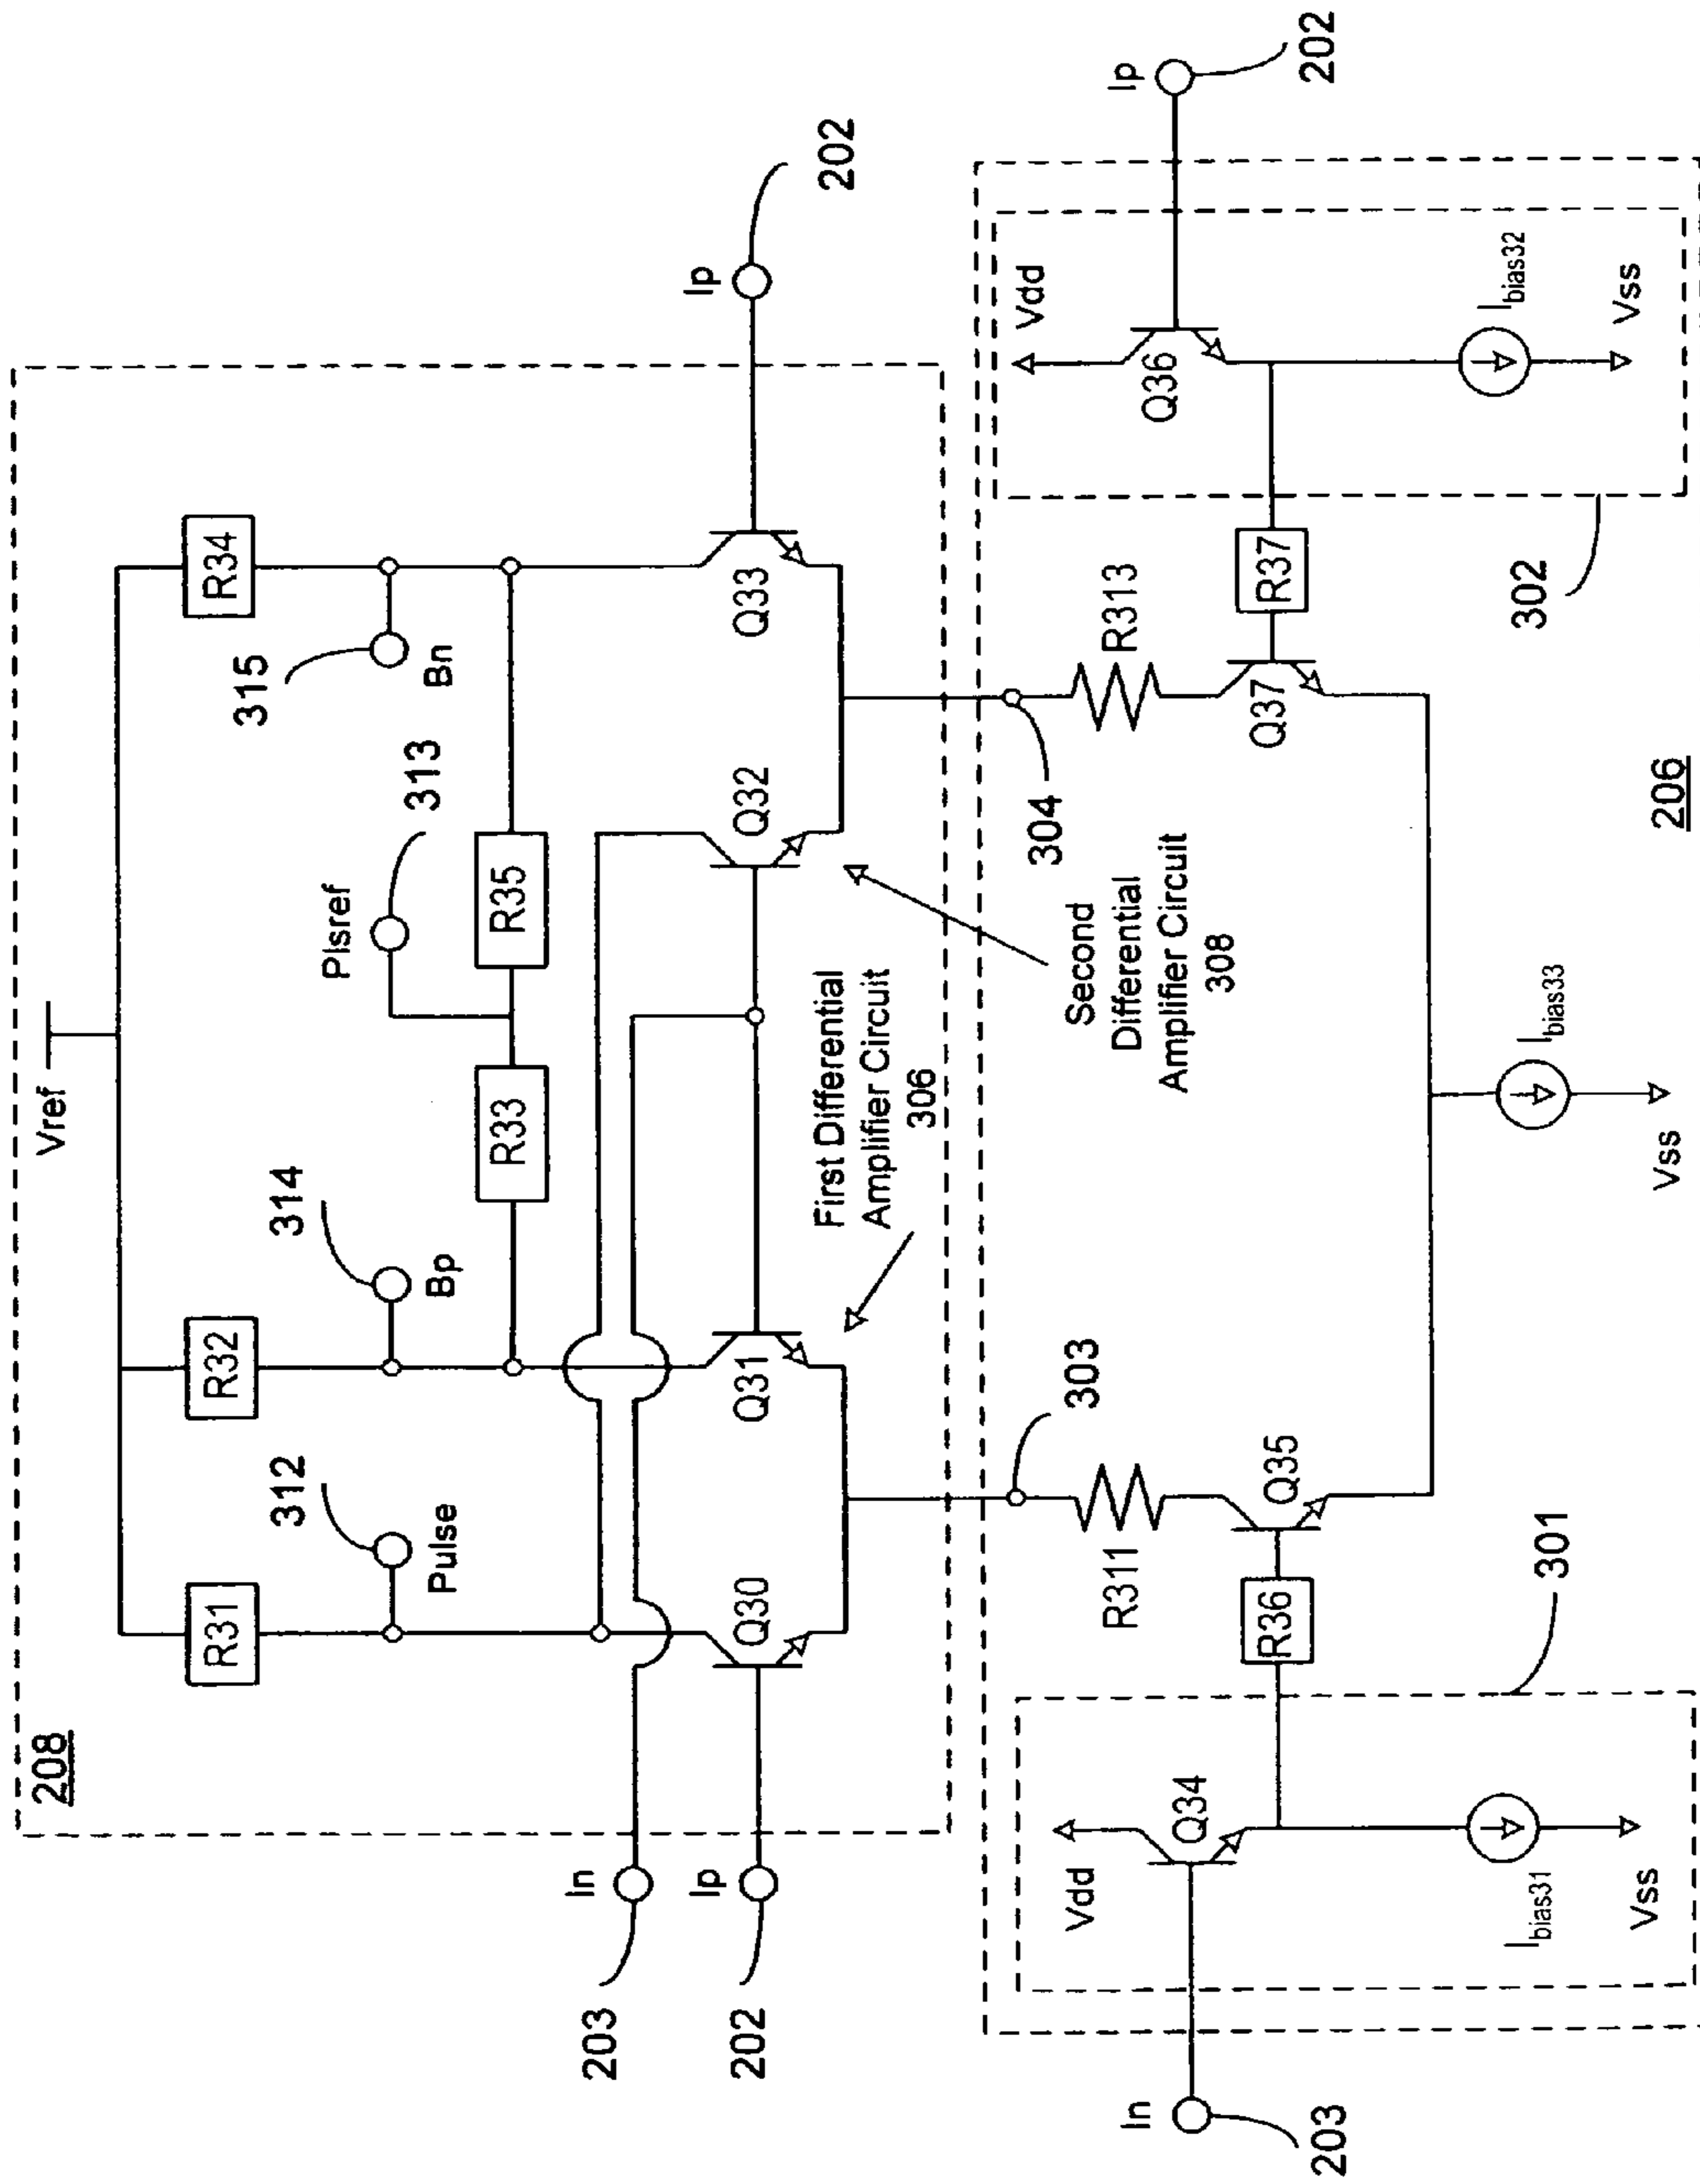 208
Vref
R31
R32
R34
312
Pulse
314
Bp
Plsref
313
315
Bn
R33
R35
In
203
Ip
202
Q30
Q31
Q32
Q33
Ip
202
First Differential
Amplifier Circuit
306
Second
Differential
Amplifier Circuit
308
303
304
R311
R313
In
203
Vdd
Q34
Ibias31
Vss
301
R36
Q35
Ibias33
Vss
206
Q37
R37
302
Vdd
Q36
Ibias32
Vss
Ip
202